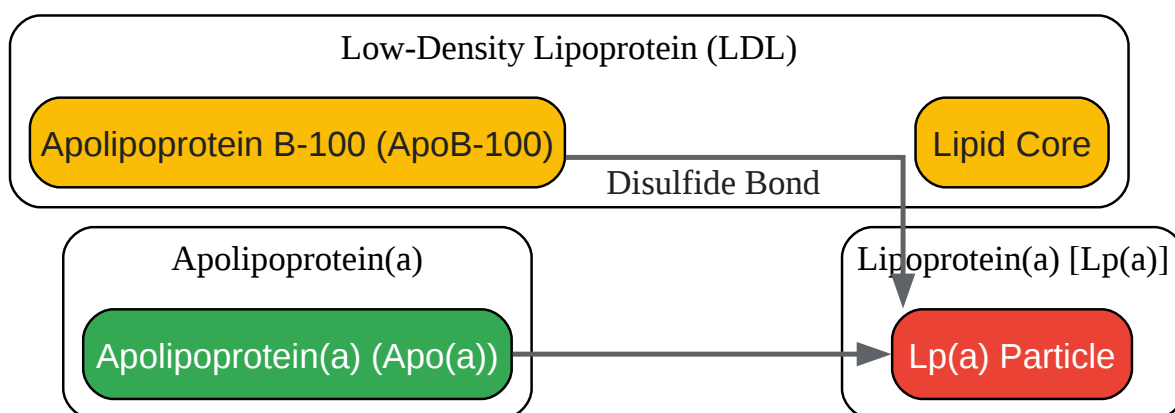 Low-Density Lipoprotein (LDL)
Apolipoprotein B-100 (ApoB-100)
Lipid Core
Disulfide Bond
Apolipoprotein(a)
Lipoprotein(a) [Lp(a)]
Apolipoprotein(a) (Apo(a))
Lp(a) Particle